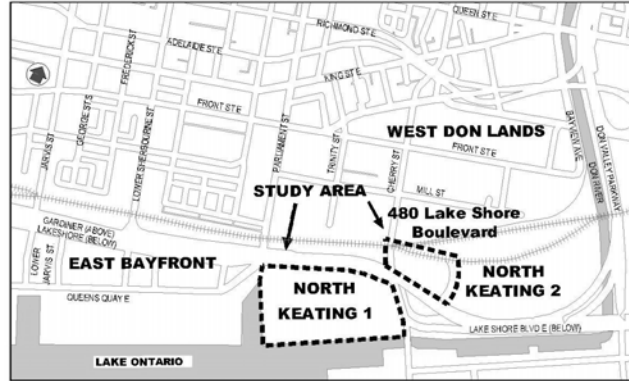 QUEEN ST E
RICHMOND ST E
ADELAIDE ST E
FREDERICK ST
KING ST E
GEORGE ST S
FRONT ST E
JARVIS ST
LOWER SHERBOURNE ST
PARLIAMENT ST
TRINITY ST
WEST DON LANDS
FRONT ST E
BAYVIEW AVE
DON VALLEY PARKWAY
DON RIVER
CHERRY ST
MILL ST
STUDY AREA
480 Lake Shore
Boulevard
GARDINER (ABOVE)
LAKESHORE (BELOW)
LOWER
JARVIS ST
EAST BAYFRONT
NORTH
KEATING 1
NORTH
KEATING 2
QUEENS QUAY E
LAKE SHORE BLVD E (BELOW)
LAKE ONTARIO